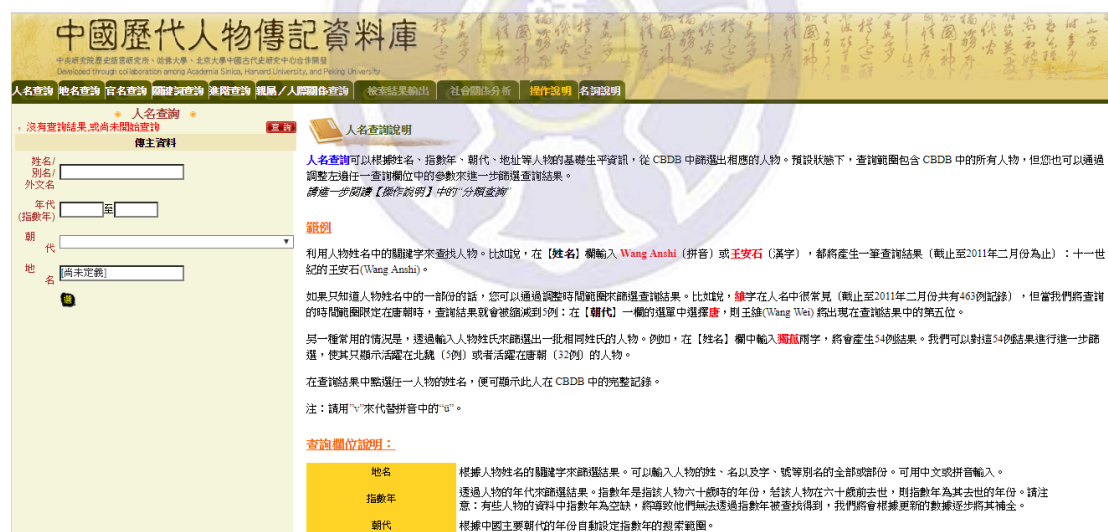 中國歷代人物傳記資料庫
中央研究院歷史語言研究所、哈佛大學、北京大學中國古代史研究中心合作開發
Developed through collaboration among Academia Sinica, Harvard University, and Peking University
人名查詢 地名查詢 官名查詢 關鍵詞查詢 進階查詢 親屬/人際關係查詢 檢索結果輸出 社會關係分析 操作說明 名詞說明
人名查詢
沒有查詢結果,或尚未開始查詢 查 詢
傳主資料
姓名/
別名/
外文名
年代
(指數年) 至
朝
代
地
名 [尚未定義]
選
人名查詢說明
人名查詢可以根據姓名、指數年、朝代、地址等人物的基礎生平資訊，從 CBDB 中篩選出相應的人物。預設狀態下，查詢範圍包含 CBDB 中的所有人物，但您也可以通過
調整左邊任一查詢欄位中的參數來進一步篩選查詢結果。
請進一步閱讀【操作說明】中的"分類查詢"
範例
利用人物姓名中的關鍵字來查找人物。比如說，在【姓名】欄輸入 Wang Anshi（拼音）或王安石（漢字），都將產生一筆查詢結果（截止至2011年二月份為止）：十一世
紀的王安石(Wang Anshi)。
如果只知道人物姓名中的一部份的話，您可以通過調整時間範圍來篩選查詢結果。比如說，維字在人名中很常見（截止至2011年二月份共有463例記錄），但當我們將查詢
的時間範圍限定在唐朝時，查詢結果就會被縮減到5例：在【朝代】一欄的選單中選擇唐，則王維(Wang Wei) 將出現在查詢結果中的第五位。
另一種常用的情況是，透過輸入人物姓氏來篩選出一批相同姓氏的人物。例如，在【姓名】欄中輸入獨孤兩字，將會產生54例結果。我們可以對這54例結果進行進一步篩
選，使其只顯示活躍在北魏（5例）或者活躍在唐朝（32例）的人物。
在查詢結果中點選任一人物的姓名，便可顯示此人在 CBDB 中的完整記錄。
注：請用"v"來代替拼音中的"ü"。
查詢欄位說明：
地名 根據人物姓名的關鍵字來篩選結果。可以輸入人物的姓、名以及字、號等別名的全部或部份。可用中文或拼音輸入。
指數年 透過人物的年代來篩選結果。指數年是指該人物六十歲時的年份，若該人物在六十歲前去世，則指數年為其去世的年份。請注
意：有些人物的資料中指數年為空缺，將導致他們無法透過指數年被查找得到，我們將會根據更新的數據逐步將其補全。
朝代 根據中國主要朝代的年份自動設定指數年的搜索範圍。